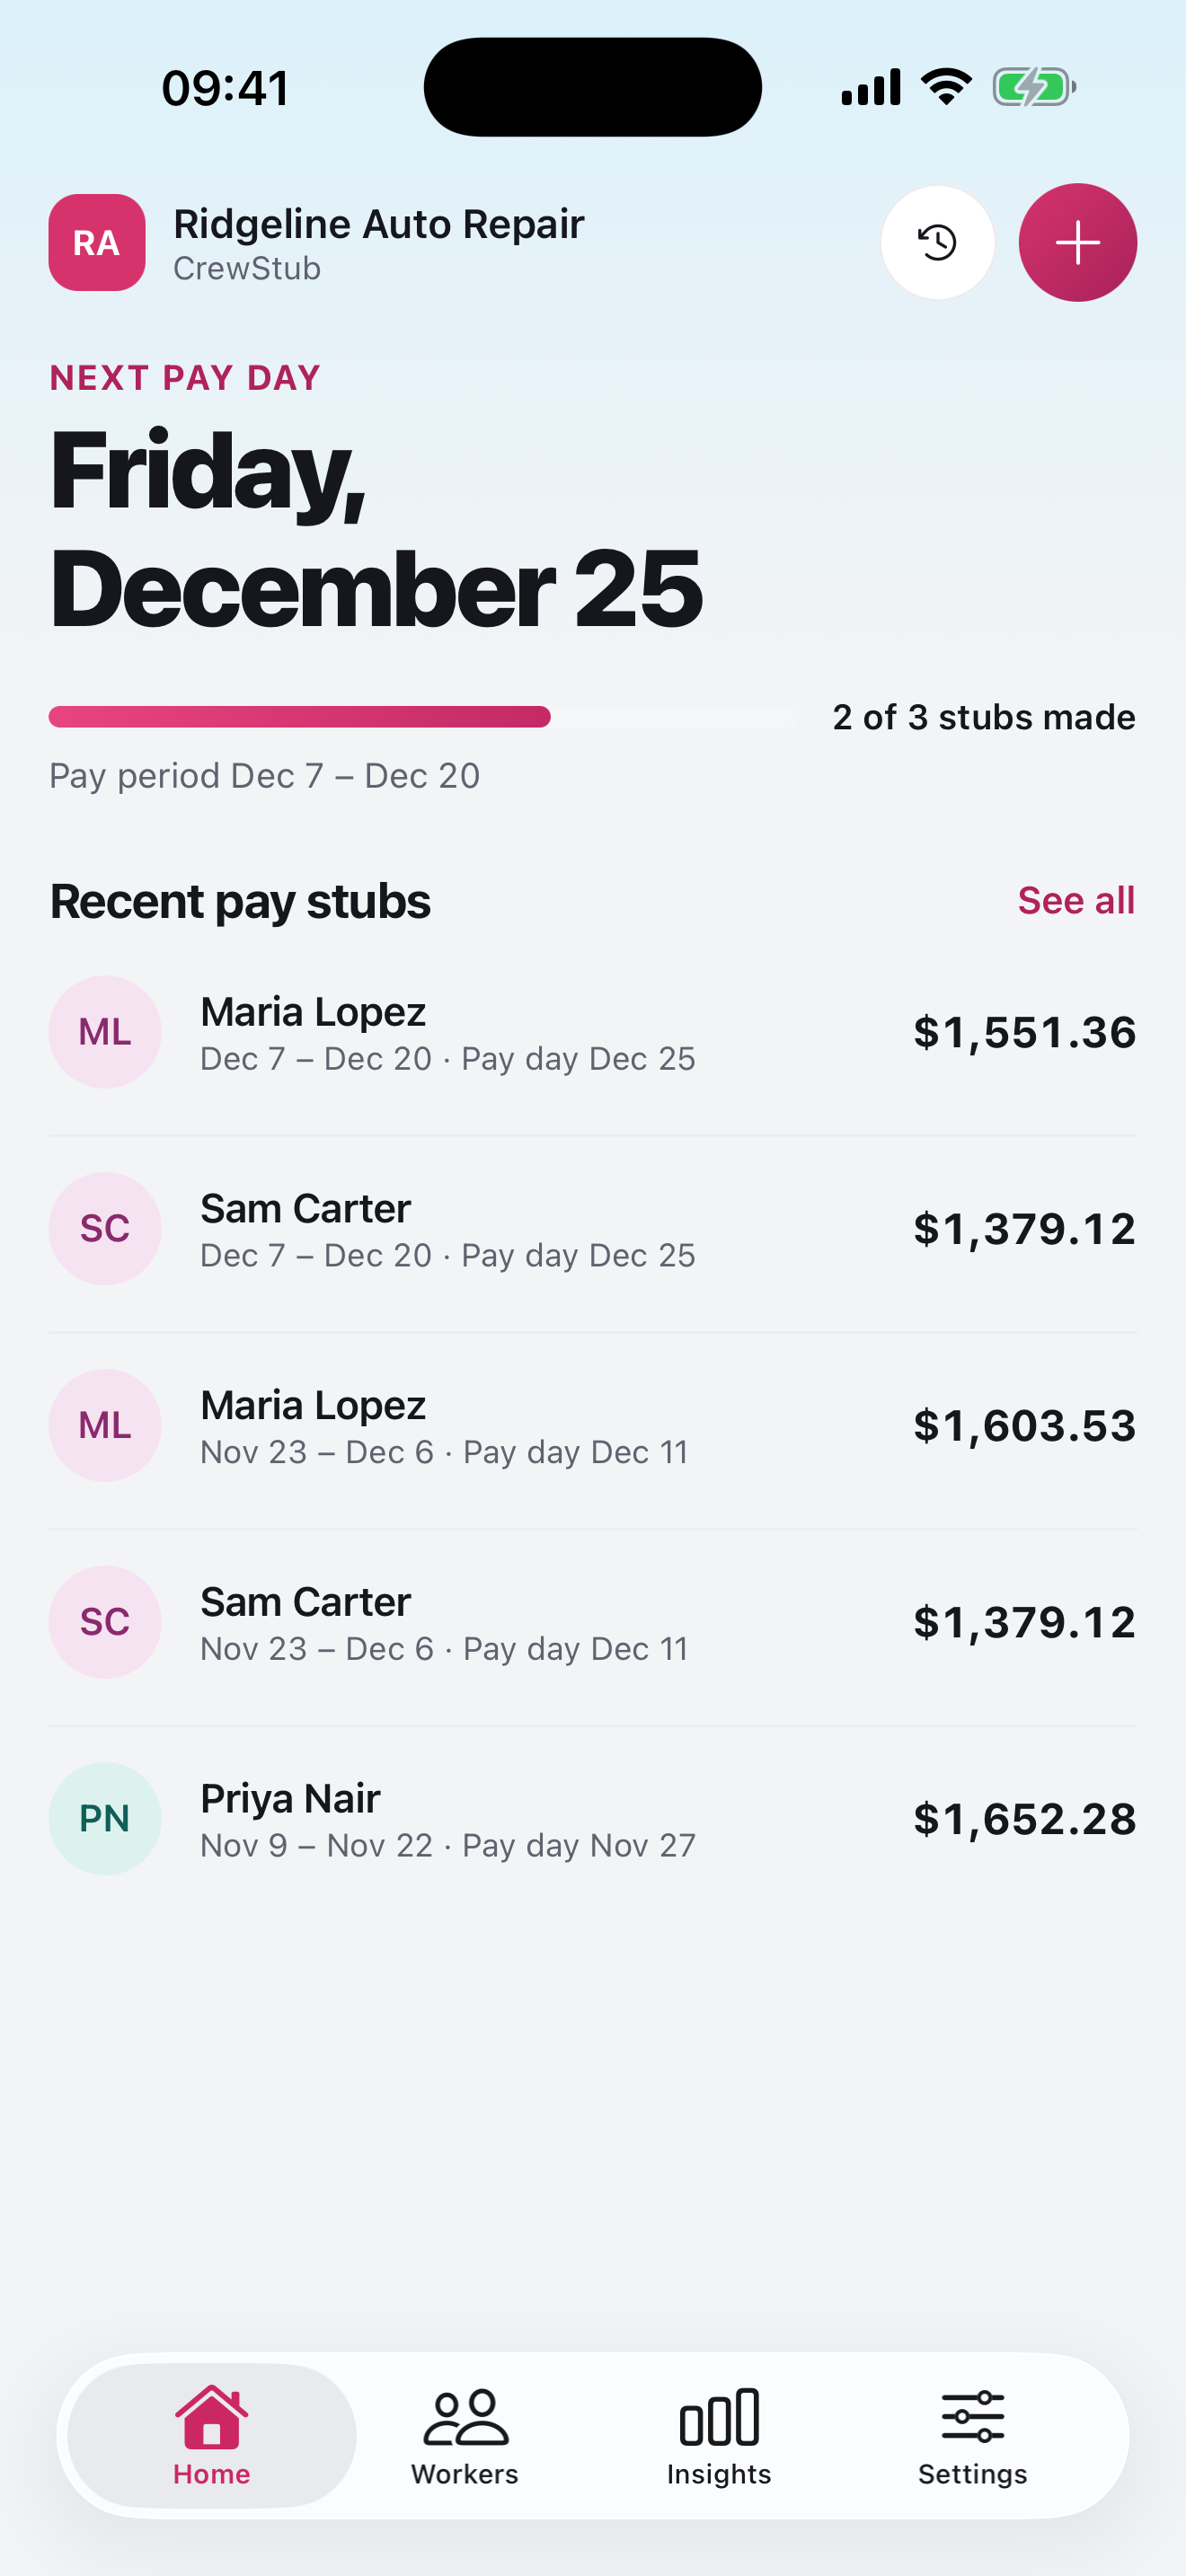 09:41
RA
Ridgeline Auto Repair
CrewStub
NEXT PAY DAY
Friday,
December 25
2 of 3 stubs made
Pay period Dec 7 – Dec 20
Recent pay stubs
See all
ML
Maria Lopez
Dec 7 – Dec 20 · Pay day Dec 25
$1,551.36
SC
Sam Carter
Dec 7 – Dec 20 · Pay day Dec 25
$1,379.12
ML
Maria Lopez
Nov 23 – Dec 6 · Pay day Dec 11
$1,603.53
SC
Sam Carter
Nov 23 – Dec 6 · Pay day Dec 11
$1,379.12
PN
Priya Nair
Nov 9 – Nov 22 · Pay day Nov 27
$1,652.28
Home
Workers
Insights
Settings